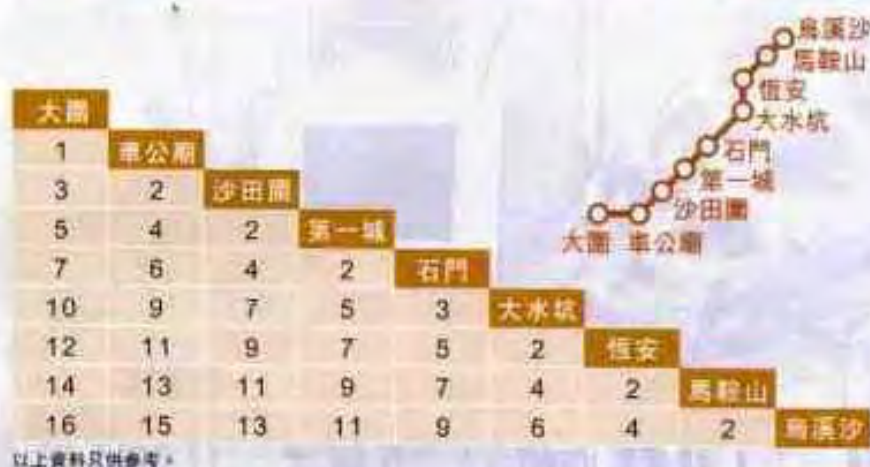 烏溪沙
馬鞍山
恆安
大水坑
石門
第一城
沙田圍
大圍 車公廟
大圍
1 車公廟
3 2 沙田圍
5 4 2 第一城
7 6 4 2 石門
10 9 7 5 3 大水坑
12 11 9 7 5 2 恆安
14 13 11 9 7 4 2 馬鞍山
16 15 13 11 9 6 4 2 烏溪沙
以上資料只供參考。